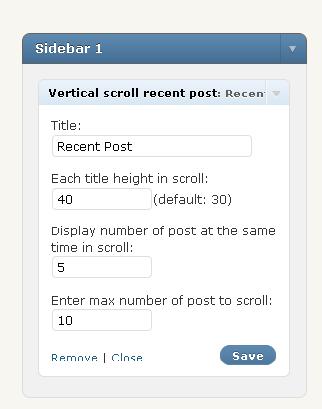 Sidebar 1
Vertical scroll recent post: Recent
Title:
Recent Post
Each title height in scroll:
40 (default: 30)
Display number of post at the same
time in scroll:
5
Enter max number of post to scroll:
10
Remove | Close
Save